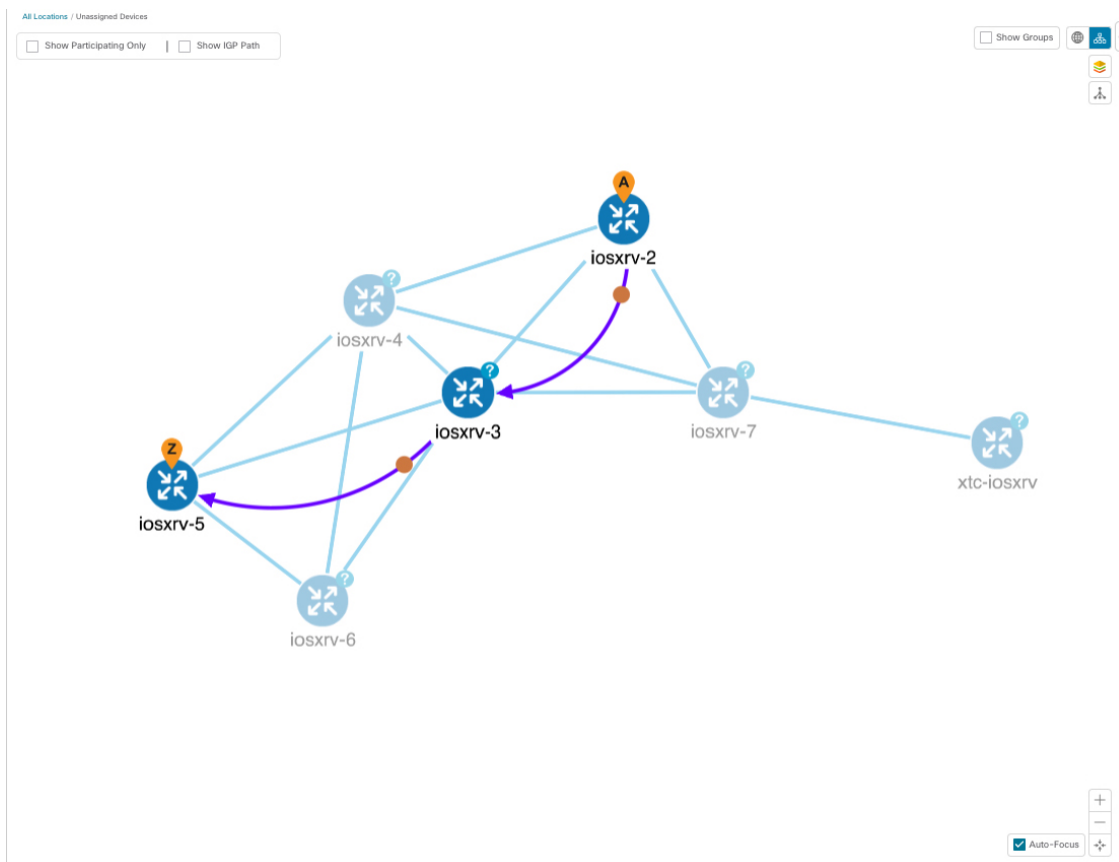 All Locations / Unassigned Devices
Show Participating Only | Show IGP Path
Show Groups
A
iosxrv-2
?
iosxrv-4
?
iosxrv-3
?
iosxrv-7
?
xtc-iosxrv
Z
iosxrv-5
?
iosxrv-6
Auto-Focus